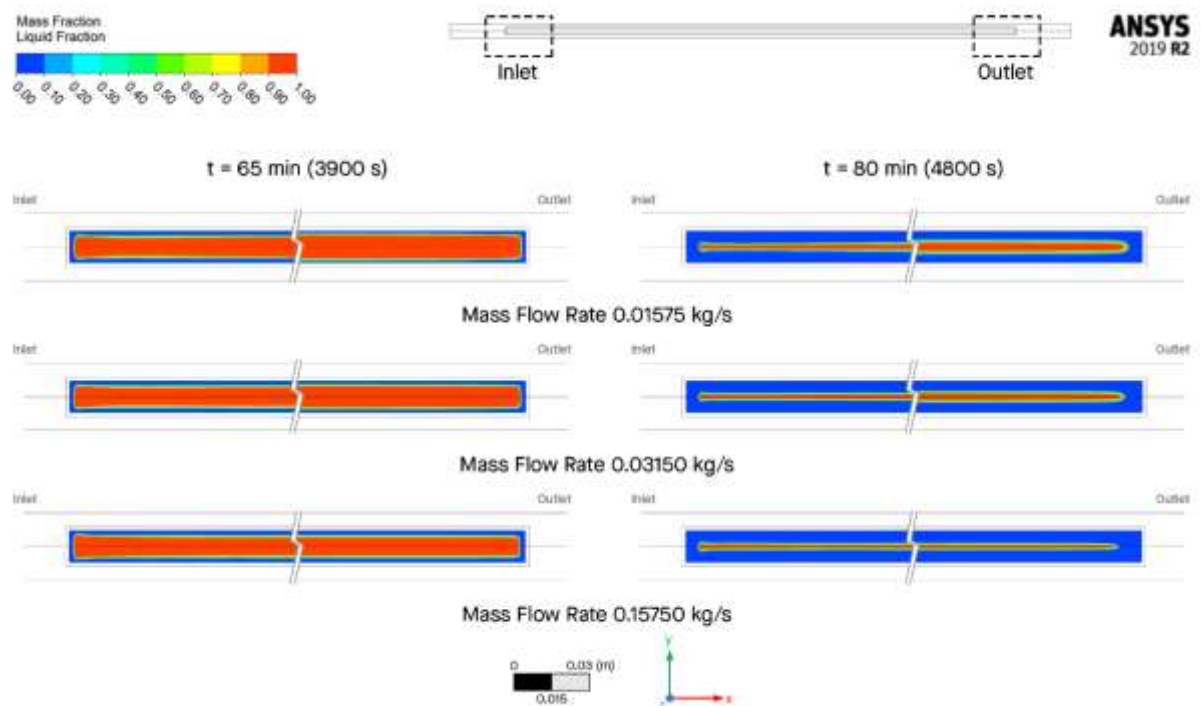 Mass Fraction
Liquid Fraction
0.00 0.10 0.20 0.30 0.40 0.50 0.60 0.70 0.80 0.90 1.00
Inlet Outlet
ANSYS
2019 R2
t = 65 min (3900 s) t = 80 min (4800 s)
Inlet Outlet Inlet Outlet
Mass Flow Rate 0.01575 kg/s
Inlet Outlet Inlet Outlet
Mass Flow Rate 0.03150 kg/s
Inlet Outlet Inlet Outlet
Mass Flow Rate 0.15750 kg/s
0 0.03 (m)
0.015
Y
x